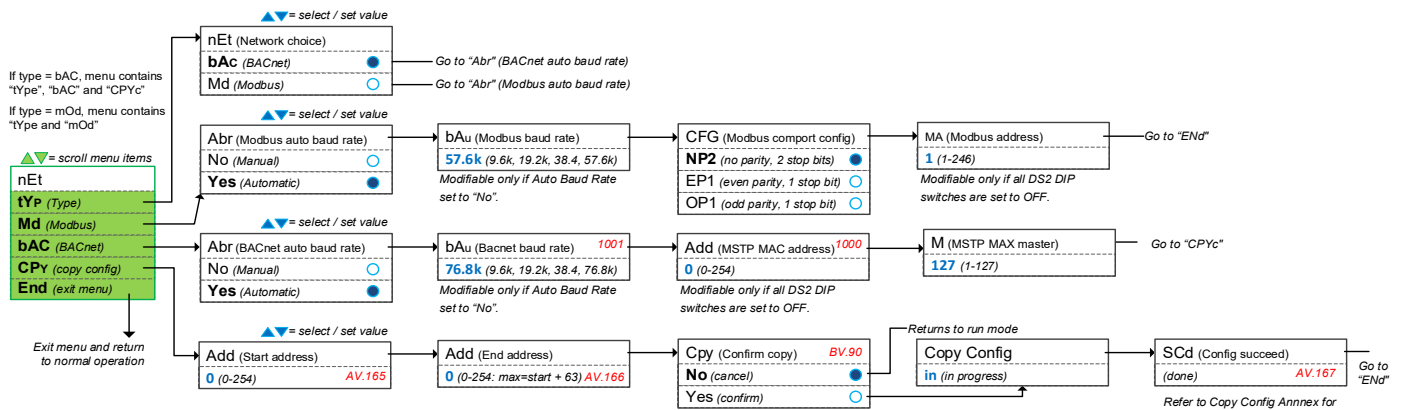 ▲▼= select / set value
nEt (Network choice)
bAc (BACnet)
Go to “Abr” (BACnet auto baud rate)
Md (Modbus)
Go to “Abr” (Modbus auto baud rate)
If type = bAC, menu contains
“tYpe”, “bAC” and “CPYc”
If type = mOd, menu contains
“tYpe and “mOd”
▲▼= scroll menu items
nEt
tYP (Type)
Md (Modbus)
bAC (BACnet)
CPY (copy config)
End (exit menu)
Exit menu and return
to normal operation
▲▼= select / set value
Abr (Modbus auto baud rate)
No (Manual)
Yes (Automatic)
bAu (Modbus baud rate)
57.6k (9.6k, 19.2k, 38.4, 57.6k)
Modifiable only if Auto Baud Rate
set to “No”.
CFG (Modbus comport config)
NP2 (no parity, 2 stop bits)
EP1 (even parity, 1 stop bit)
OP1 (odd parity, 1 stop bit)
MA (Modbus address)
1 (1-246)
Modifiable only if all DS2 DIP
switches are set to OFF.
Go to “ENd”
▲▼= select / set value
Abr (BACnet auto baud rate)
No (Manual)
Yes (Automatic)
bAu (Bacnet baud rate) 1001
76.8k (9.6k, 19.2k, 38.4, 76.8k)
Modifiable only if Auto Baud Rate
set to “No”.
Add (MSTP MAC address) 1000
0 (0-254)
Modifiable only if all DS2 DIP
switches are set to OFF.
M (MSTP MAX master)
127 (1-127)
Go to “CPYc”
▲▼= select / set value
Add (Start address)
0 (0-254) AV.165
Add (End address)
0 (0-254: max=start + 63) AV.166
Cpy (Confirm copy) BV.90
No (cancel)
Yes (confirm)
Returns to run mode
Copy Config
in (in progress)
SCd (Config succeed)
(done) AV.167
Go to
“ENd”
Refer to Copy Config Annnex for